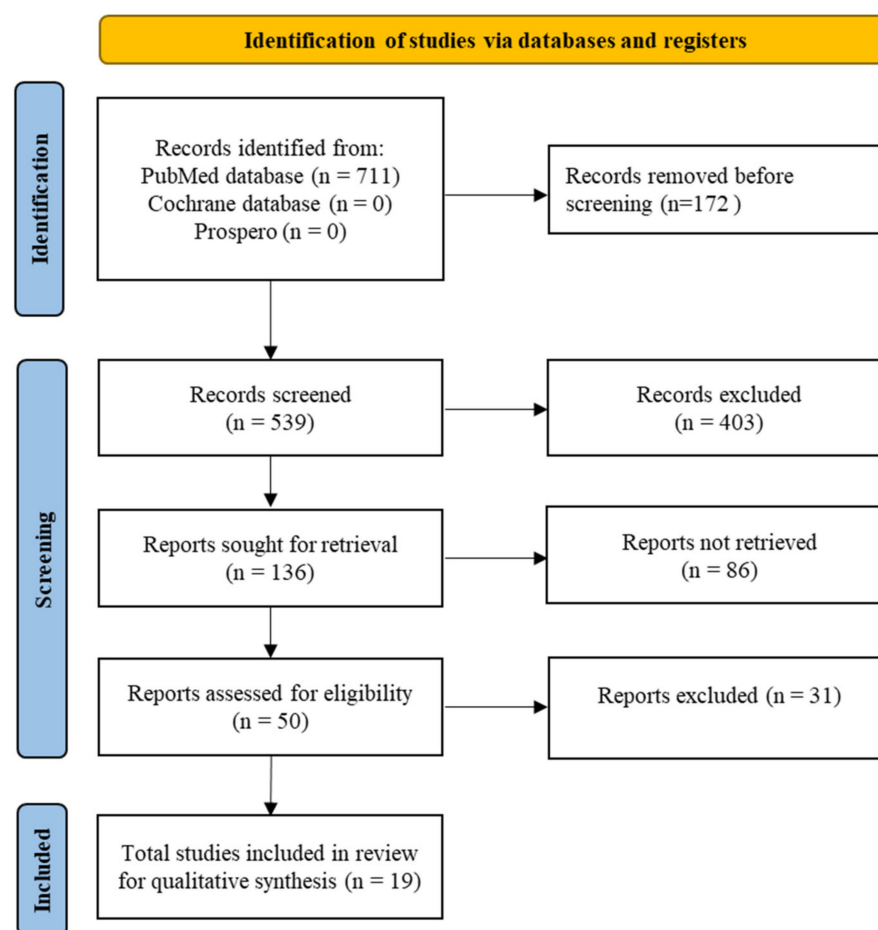 Identification of studies via databases and registers
Identification
Records identified from:
PubMed database (n = 711)
Cochrane database (n = 0)
Prospero (n = 0)
Records removed before
screening (n=172 )
Screening
Records screened
(n = 539)
Records excluded
(n = 403)
Reports sought for retrieval
(n = 136)
Reports not retrieved
(n = 86)
Reports assessed for eligibility
(n = 50)
Reports excluded (n = 31)
Included
Total studies included in review
for qualitative synthesis (n = 19)